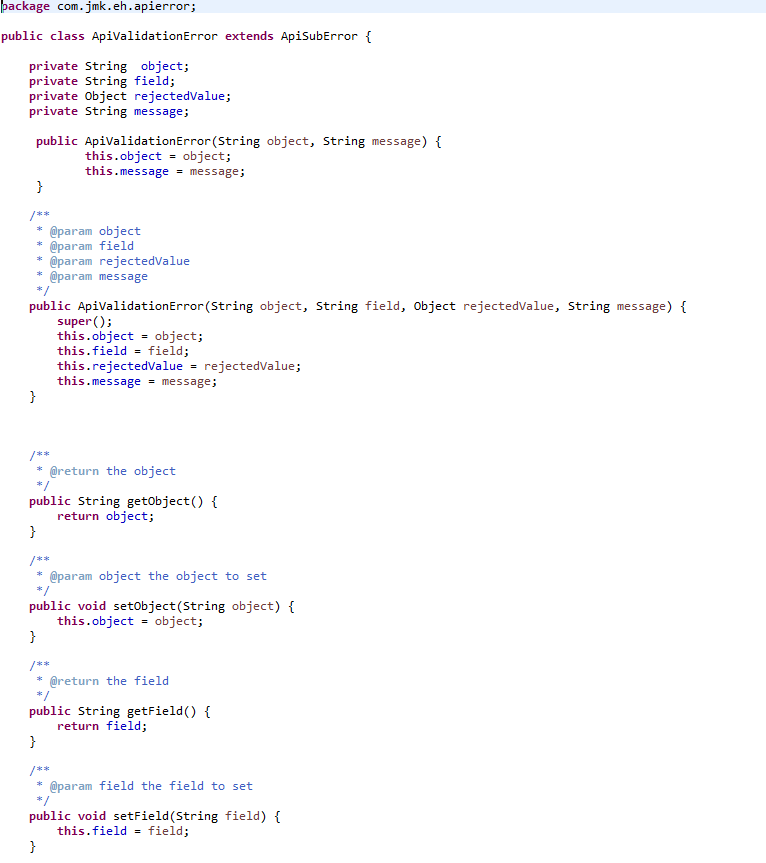 package com.jmk.eh.apierror;
public class ApiValidationError extends ApiSubError {
private String  object;
private String field;
private Object rejectedValue;
private String message;
public ApiValidationError(String object, String message) {
this.object = object;
this.message = message;
}
/**
* @param object
* @param field
* @param rejectedValue
* @param message
*/
public ApiValidationError(String object, String field, Object rejectedValue, String message) {
super();
this.object = object;
this.field = field;
this.rejectedValue = rejectedValue;
this.message = message;
}
/**
* @return the object
*/
public String getObject() {
return object;
}
/**
* @param object the object to set
*/
public void setObject(String object) {
this.object = object;
}
/**
* @return the field
*/
public String getField() {
return field;
}
/**
* @param field the field to set
*/
public void setField(String field) {
this.field = field;
}